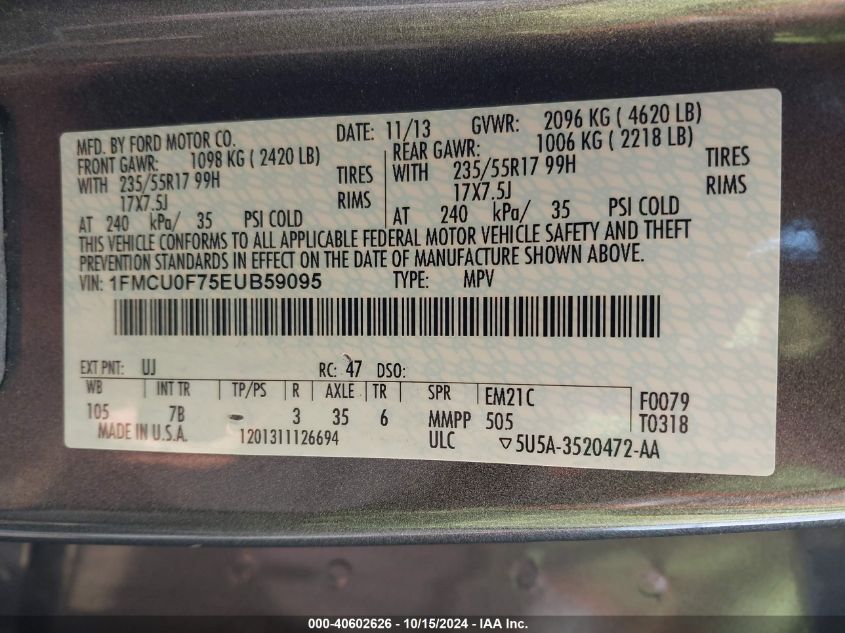 MFD. BY FORD MOTOR CO. DATE: 11/13 GVWR: 2096 KG ( 4620 LB)
FRONT GAWR: 1098 KG ( 2420 LB) REAR GAWR: 1006 KG ( 2218 LB)
WITH 235/55R17 99H TIRES WITH 235/55R17 99H TIRES
17X7.5J RIMS 17X7.5J RIMS
AT 240 kPa/ 35 PSI COLD AT 240 kPa/ 35 PSI COLD
THIS VEHICLE CONFORMS TO ALL APPLICABLE FEDERAL MOTOR VEHICLE SAFETY AND THEFT
PREVENTION STANDARDS IN EFFECT ON THE DATE OF MANUFACTURE SHOWN ABOVE.
VIN: 1FMCU0F75EUB59095 TYPE: MPV
EXT PNT: UJ RC: 47 DSO:
WB INT TR TP/PS R AXLE TR SPR EM21C F0079
105 7B - 3 35 6 MMPP 505 T0318
MADE IN U.S.A. 1201311126694 ULC ▽5U5A-3520472-AA
000-40602626 - 10/15/2024 - IAA Inc.